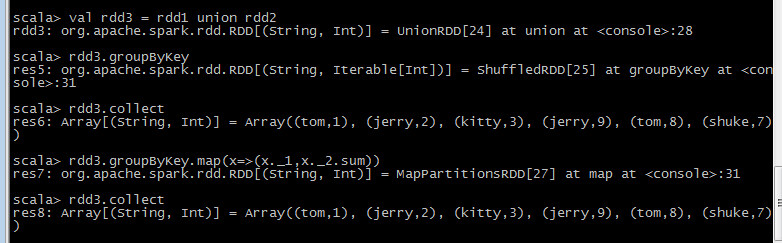 scala> val rdd3 = rdd1 union rdd2
rdd3: org.apache.spark.rdd.RDD[(String, Int)] = UnionRDD[24] at union at <console>:28
scala> rdd3.groupByKey
res5: org.apache.spark.rdd.RDD[(String, Iterable[Int])] = ShuffledRDD[25] at groupByKey at <con
sole>:31
scala> rdd3.collect
res6: Array[(String, Int)] = Array((tom,1), (jerry,2), (kitty,3), (jerry,9), (tom,8), (shuke,7)
)
scala> rdd3.groupByKey.map(x=>(x._1,x._2.sum))
res7: org.apache.spark.rdd.RDD[(String, Int)] = MapPartitionsRDD[27] at map at <console>:31
scala> rdd3.collect
res8: Array[(String, Int)] = Array((tom,1), (jerry,2), (kitty,3), (jerry,9), (tom,8), (shuke,7)
)